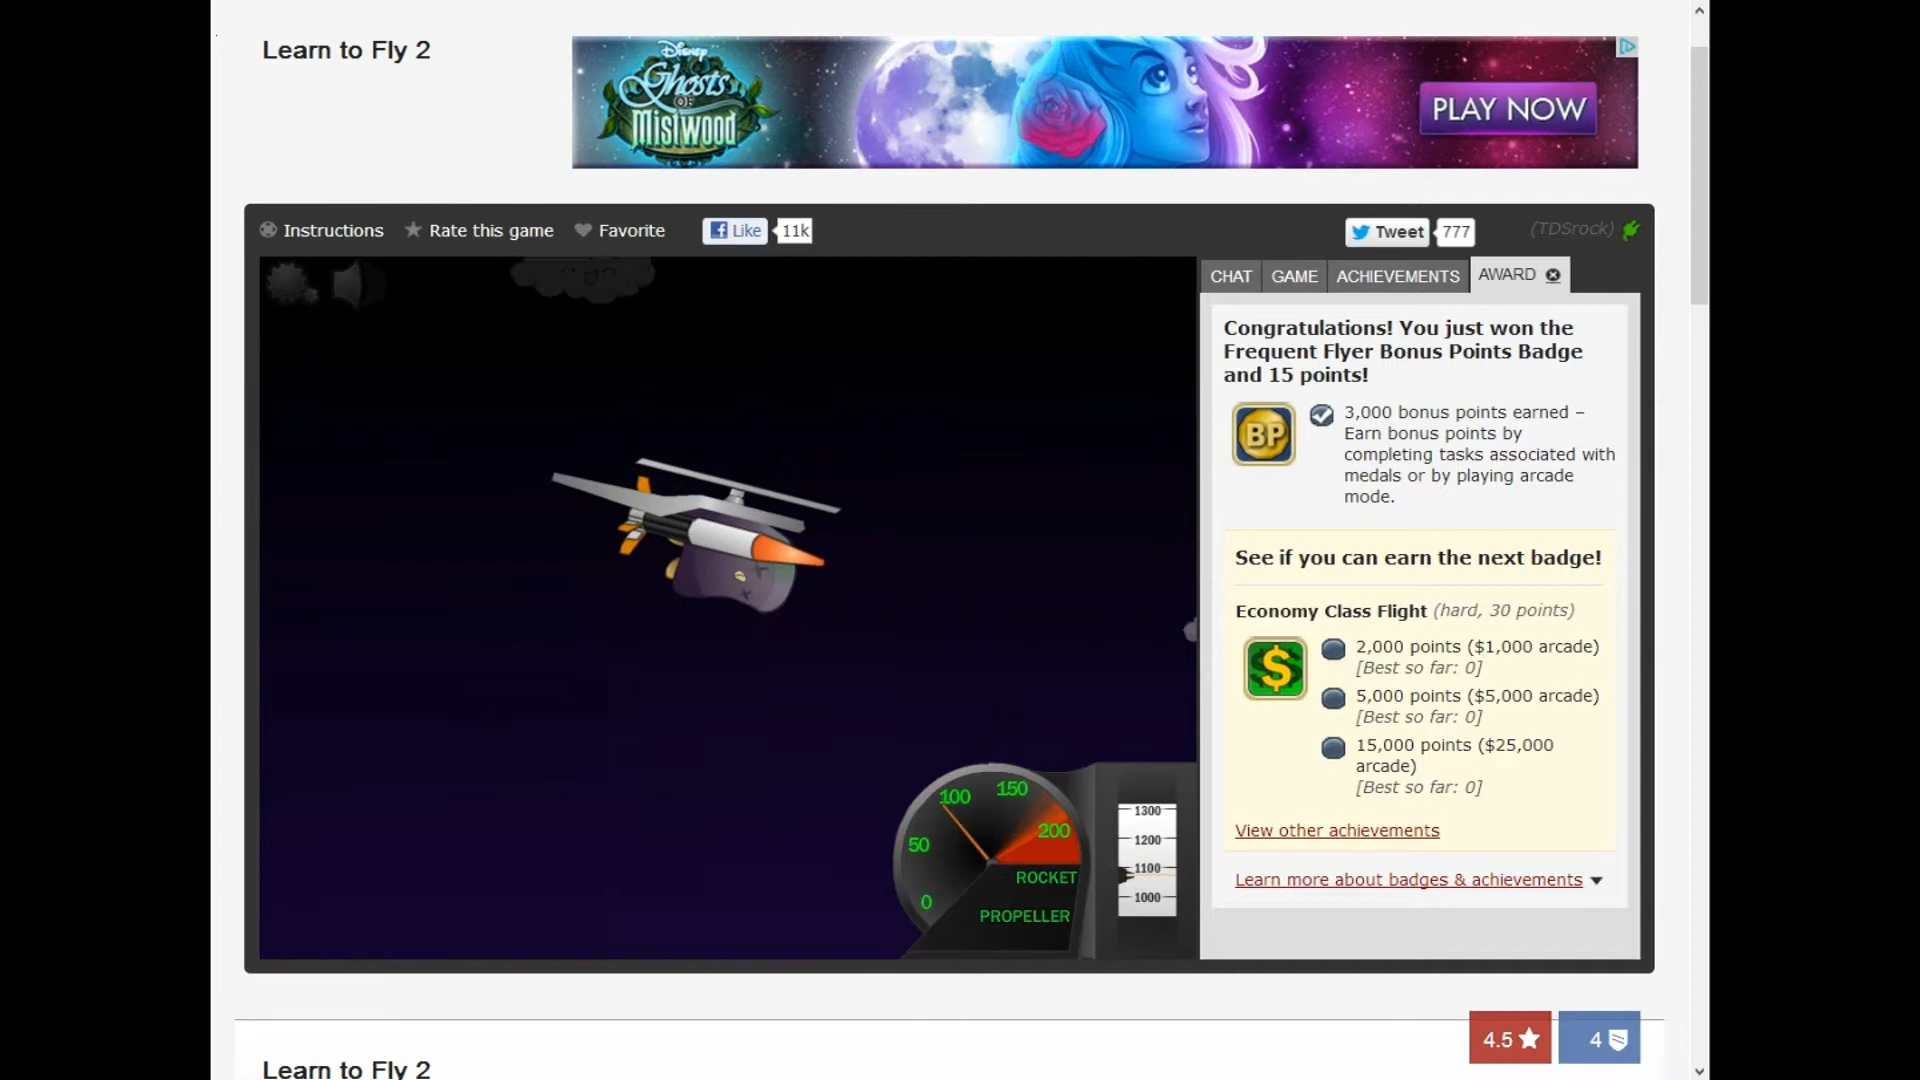 Learn to Fly 2
Disney
Ghosts
OF
Mistwood
PLAY NOW
Instructions
Rate this game
Favorite
Like
11k
Tweet
777
(TDSrock)
CHAT
GAME
ACHIEVEMENTS
AWARD
Congratulations! You just won the
Frequent Flyer Bonus Points Badge
and 15 points!
BP
3,000 bonus points earned –
Earn bonus points by
completing tasks associated with
medals or by playing arcade
mode.
See if you can earn the next badge!
Economy Class Flight (hard, 30 points)
$
2,000 points ($1,000 arcade)
[Best so far: 0]
5,000 points ($5,000 arcade)
[Best so far: 0]
15,000 points ($25,000
arcade)
[Best so far: 0]
View other achievements
Learn more about badges & achievements
0
50
100
150
200
ROCKET
PROPELLER
1300
1200
1100
1000
4.5
4
Learn to Fly 2